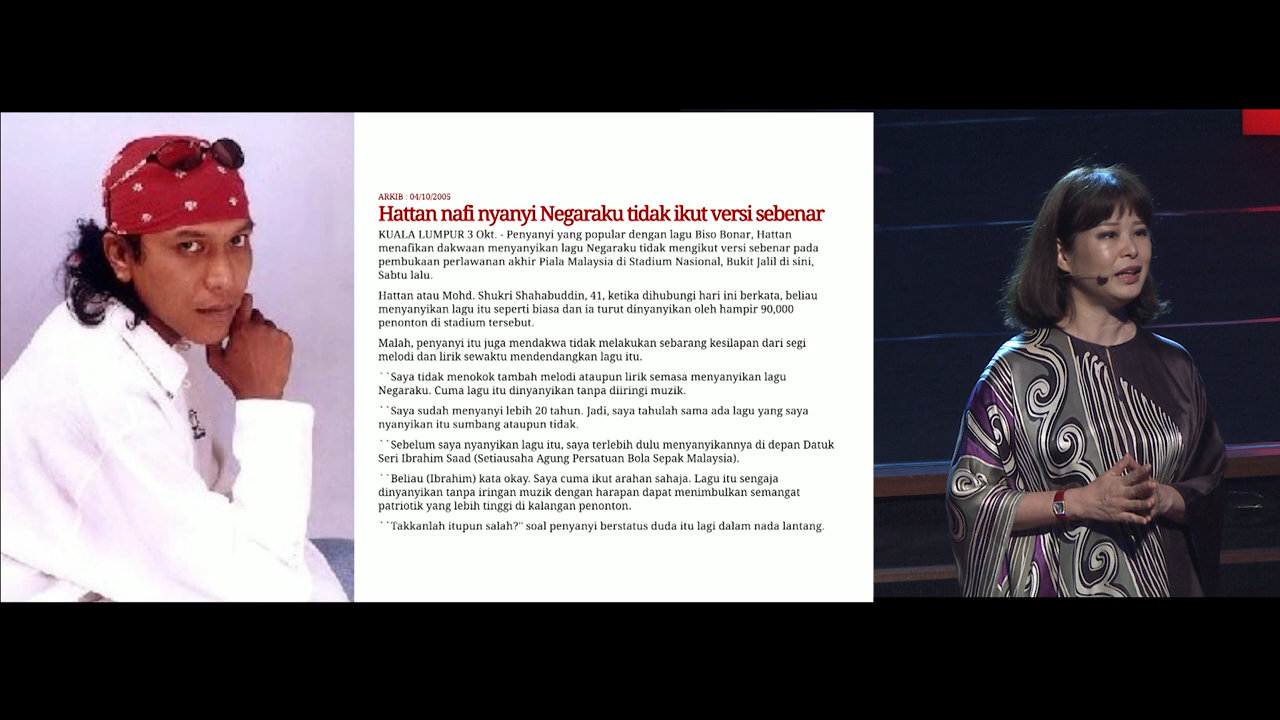 ARKIB : 04/10/2005
Hattan nafi nyanyi Negaraku tidak ikut versi sebenar
KUALA LUMPUR 3 Okt. - Penyanyi yang popular dengan lagu Biso Bonar, Hattan
menafikan dakwaan menyanyikan lagu Negaraku tidak mengikut versi sebenar pada
pembukaan perlawanan akhir Piala Malaysia di Stadium Nasional, Bukit Jalil di sini,
Sabtu lalu.
Hattan atau Mohd. Shukri Shahabuddin, 41, ketika dihubungi hari ini berkata, beliau
menyanyikan lagu itu seperti biasa dan ia turut dinyanyikan oleh hampir 90,000
penonton di stadium tersebut.
Malah, penyanyi itu juga mendakwa tidak melakukan sebarang kesilapan dari segi
melodi dan lirik sewaktu mendendangkan lagu itu.
``Saya tidak menokok tambah melodi ataupun lirik semasa menyanyikan lagu
Negaraku. Cuma lagu itu dinyanyikan tanpa diiringi muzik.
``Saya sudah menyanyi lebih 20 tahun. Jadi, saya tahulah sama ada lagu yang saya
nyanyikan itu sumbang ataupun tidak.
``Sebelum saya nyanyikan lagu itu, saya terlebih dulu menyanyikannya di depan Datuk
Seri Ibrahim Saad (Setiausaha Agung Persatuan Bola Sepak Malaysia).
``Beliau (Ibrahim) kata okay. Saya cuma ikut arahan sahaja. Lagu itu sengaja
dinyanyikan tanpa iringan muzik dengan harapan dapat menimbulkan semangat
patriotik yang lebih tinggi di kalangan penonton.
``Takkanlah itupun salah?'' soal penyanyi berstatus duda itu lagi dalam nada lantang.